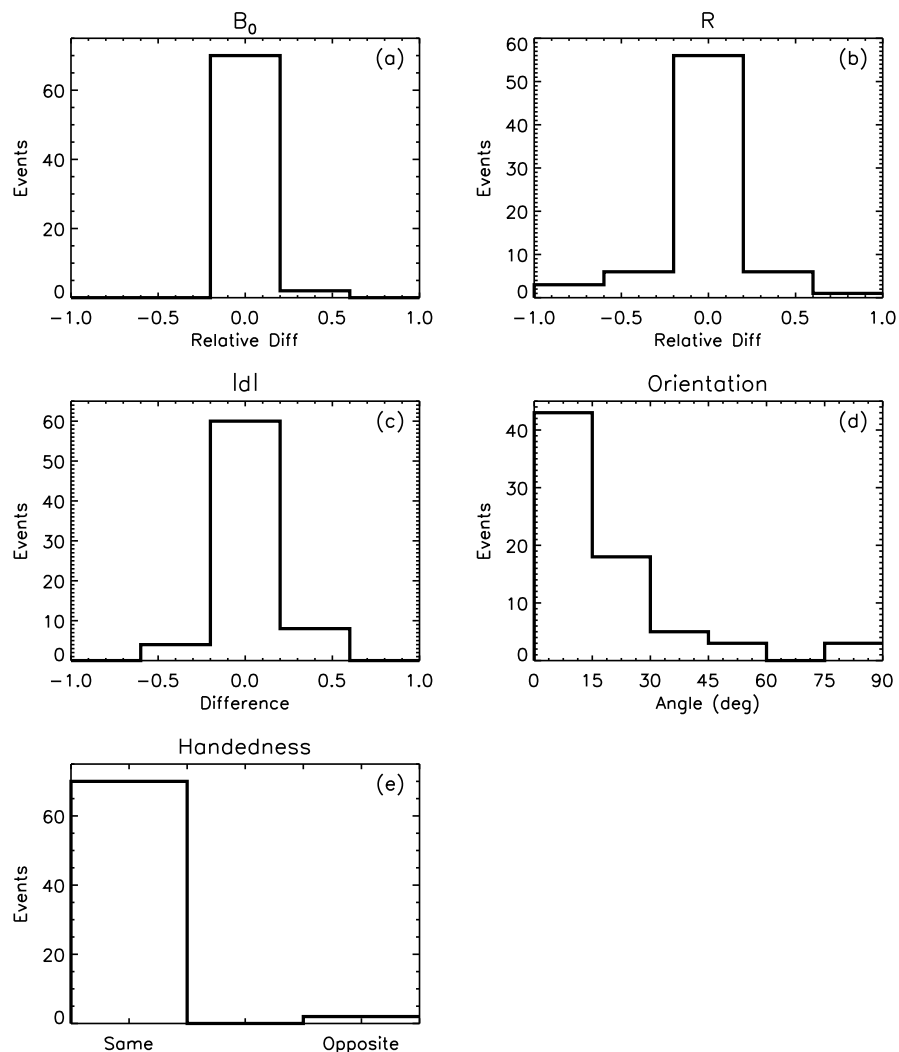 B₀
(a)
Events
60
40
20
0
−1.0 −0.5 0.0 0.5 1.0
Relative Diff
R
(b)
Events
60
50
40
30
20
10
0
−1.0 −0.5 0.0 0.5 1.0
Relative Diff
|d|
(c)
Events
60
50
40
30
20
10
0
−1.0 −0.5 0.0 0.5 1.0
Difference
Orientation
(d)
Events
40
30
20
10
0
0 15 30 45 60 75 90
Angle (deg)
Handedness
(e)
Events
60
40
20
0
Same Opposite